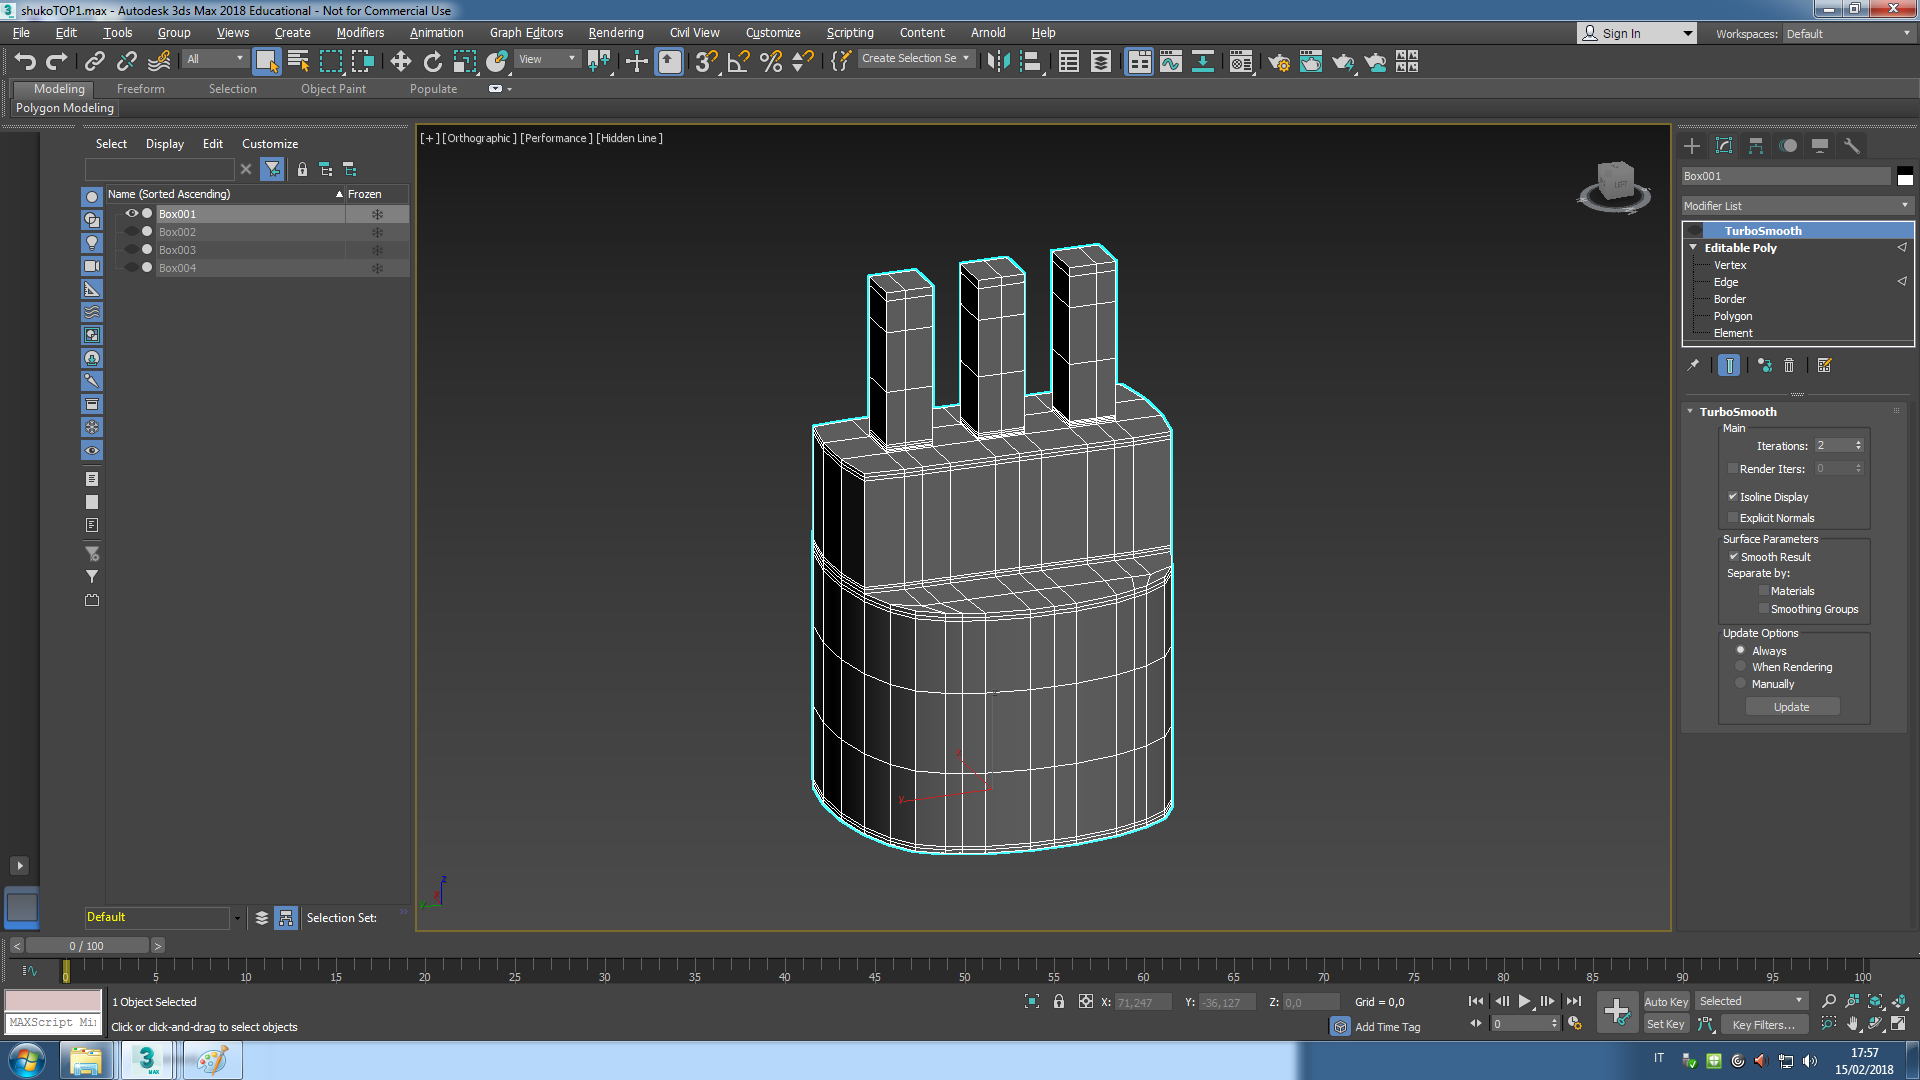 shukoTOP1.max - Autodesk 3ds Max 2018 Educational - Not for Commercial Use
File Edit Tools Group Views Create Modifiers Animation Graph Editors Rendering Civil View Customize Scripting Content Arnold Help
Sign In
Workspaces: Default
All
View
Create Selection Se
Modeling Freeform Selection Object Paint Populate
Polygon Modeling
Select Display Edit Customize
Name (Sorted Ascending) Frozen
Box001
Box002
Box003
Box004
[+] [Orthographic ] [Performance ] [Hidden Line ]
LEFT
y
z
Box001
Modifier List
TurboSmooth
Editable Poly
Vertex
Edge
Border
Polygon
Element
TurboSmooth
Main
Iterations: 2
Render Iters: 0
Isoline Display
Explicit Normals
Surface Parameters
Smooth Result
Separate by:
Materials
Smoothing Groups
Update Options
Always
When Rendering
Manually
Update
Default
Selection Set:
0 / 100
0 5 10 15 20 25 30 35 40 45 50 55 60 65 70 75 80 85 90 95 100
1 Object Selected
X: 71,247 Y: -36,127 Z: 0,0 Grid = 0,0
Auto Key Selected
MAXScript Mi
Click or click-and-drag to select objects
Add Time Tag
0
Set Key Key Filters...
3
MAX
IT
17:57
15/02/2018